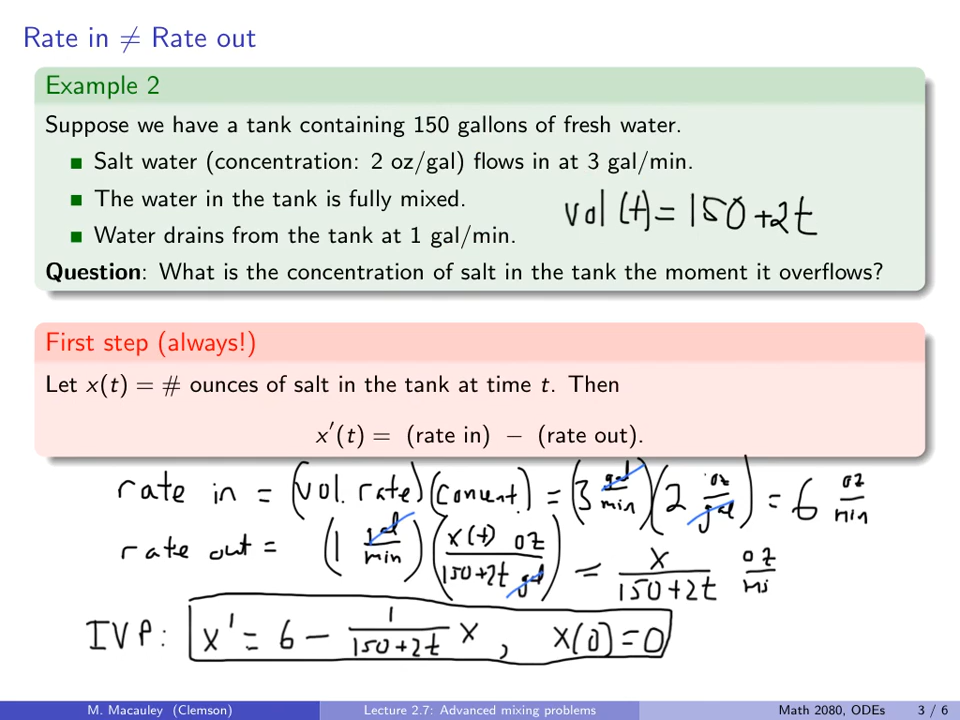 Rate in ≠ Rate out
Example 2
Suppose we have a tank containing 150 gallons of fresh water.
Salt water (concentration: 2 oz/gal) flows in at 3 gal/min.
The water in the tank is fully mixed.
vol(t) = 150+2t
Water drains from the tank at 1 gal/min.
Question: What is the concentration of salt in the tank the moment it overflows?
First step (always!)
Let x(t) = # ounces of salt in the tank at time t. Then
x′(t) = (rate in) − (rate out).
rate in = (vol. rate)(concent) = (3 gal/min)(2 oz/gal) = 6 oz/min
rate out = (1 gal/min)(x(t) oz/150+2t gal) = x/150+2t oz/mi
IVP: x' = 6 − 1/150+2t x, x(0)=0
M. Macauley (Clemson) Lecture 2.7: Advanced mixing problems Math 2080, ODEs 3 / 6